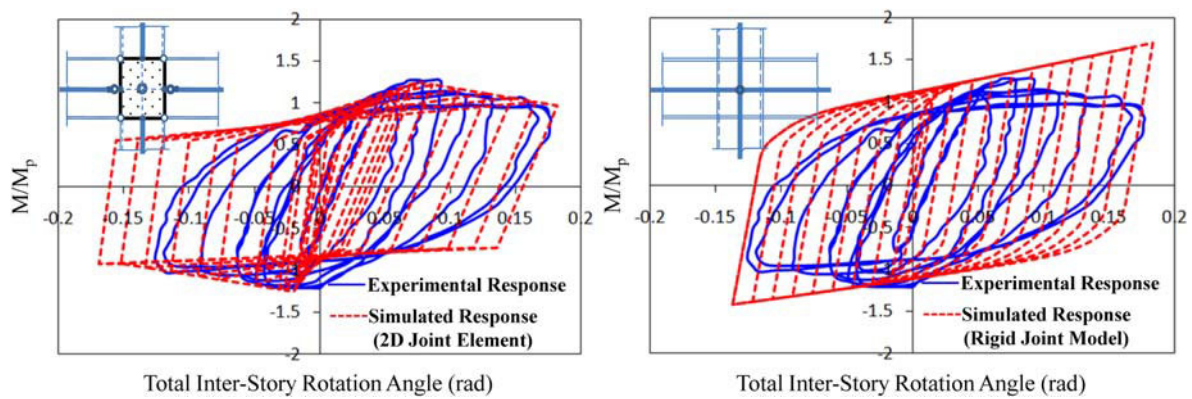 2
1.5
1
0.5
0
-0.2 -0.15 -0.1 -0.05 0 0.05 0.1 0.15 0.2
0.5
1
-1.5
-2
M/Mp
Experimental Response
Simulated Response
(2D Joint Element)
Total Inter-Story Rotation Angle (rad)
2
1.5
1
0.5
0
-0.2 -0.15 -0.1 -0.05 0 0.05 0.1 0.15 0.2
0.5
1
-1.5
-2
M/Mp
Experimental Response
Simulated Response
(Rigid Joint Model)
Total Inter-Story Rotation Angle (rad)